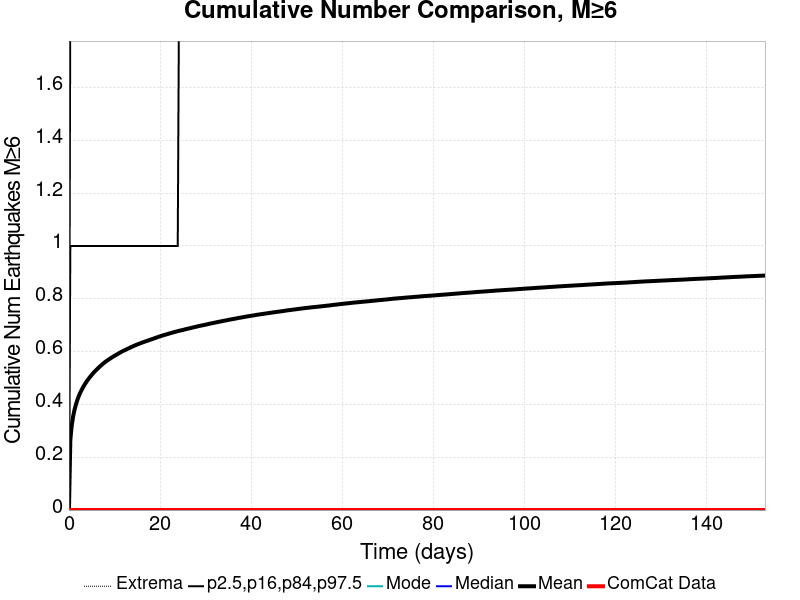 Cumulative Number Comparison, M≥6
Cumulative Num Earthquakes M≥6
1.6
1.4
1.2
1
0.8
0.6
0.4
0.2
0
0 20 40 60 80 100 120 140
Time (days)
Extrema p2.5,p16,p84,p97.5 Mode Median Mean ComCat Data